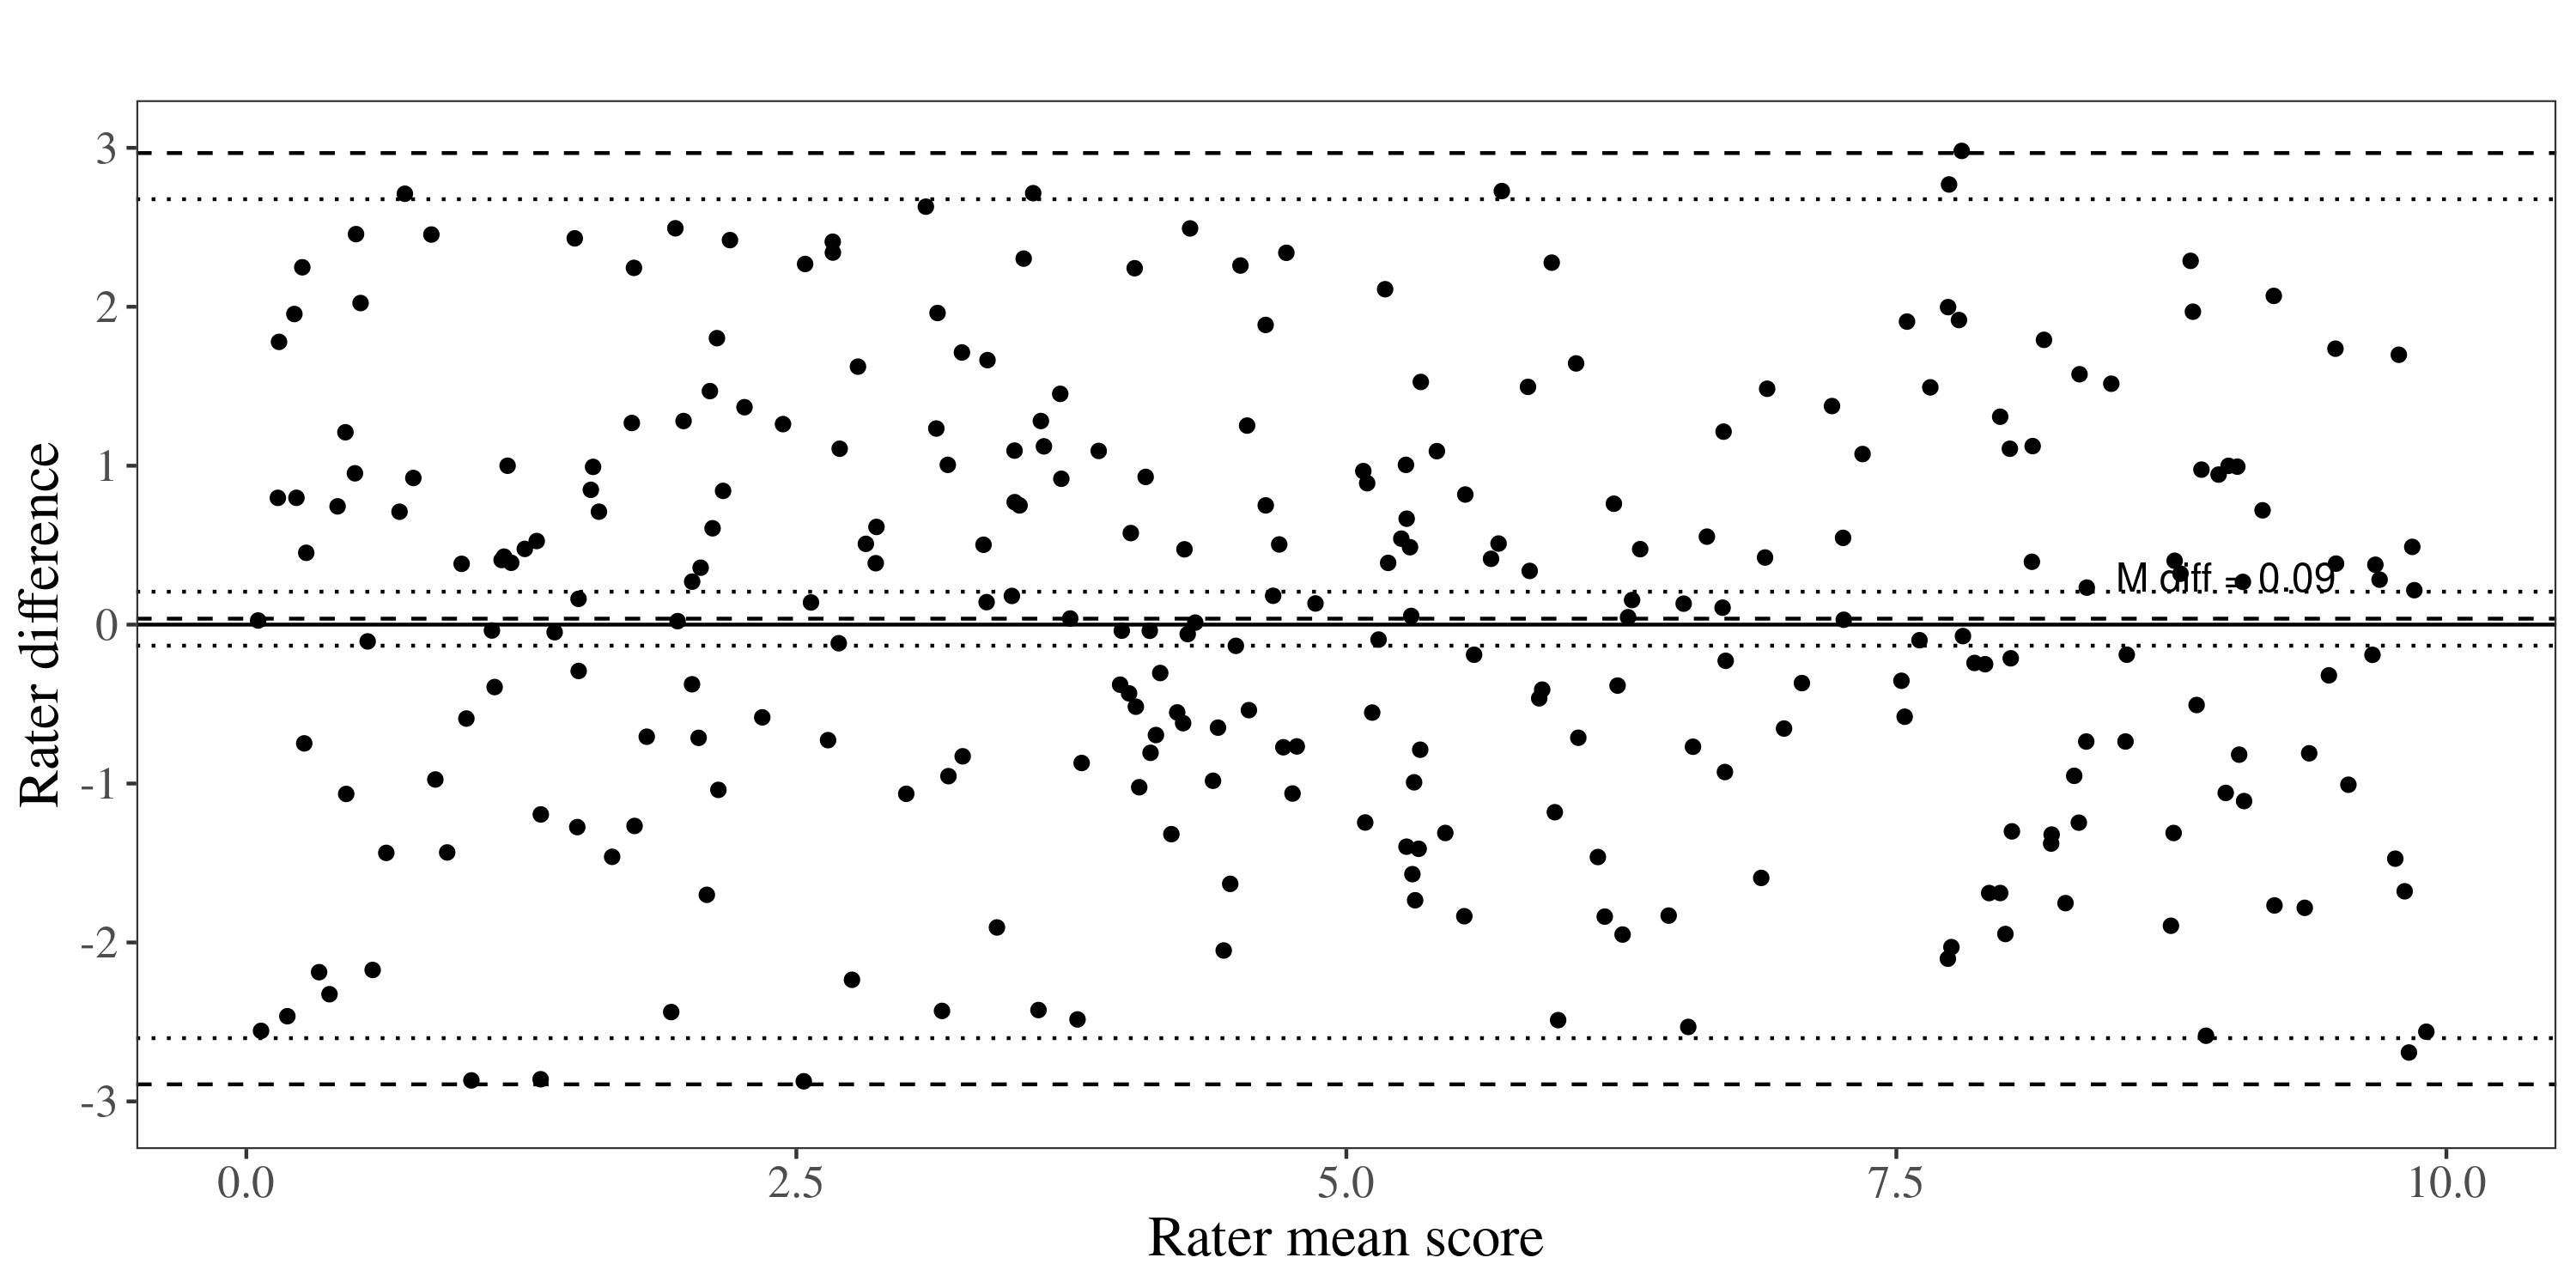 Rater difference
3
2
1
0
-1
-2
-3
M diff = 0.09
0.0 2.5 5.0 7.5 10.0
Rater mean score